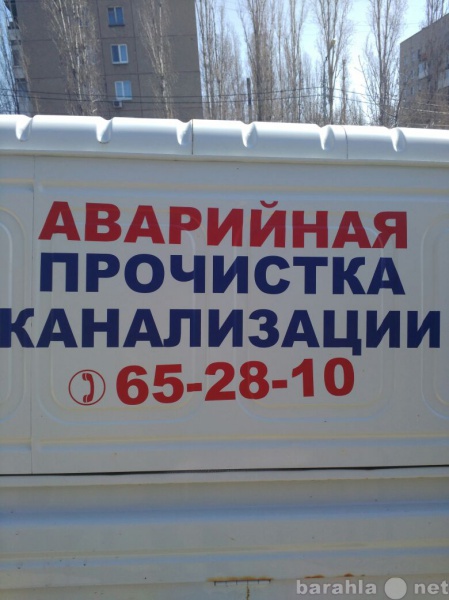 АВАРИЙНАЯ
ПРОЧИСТКА
КАНАЛИЗАЦИИ
65-28-10
barahla net